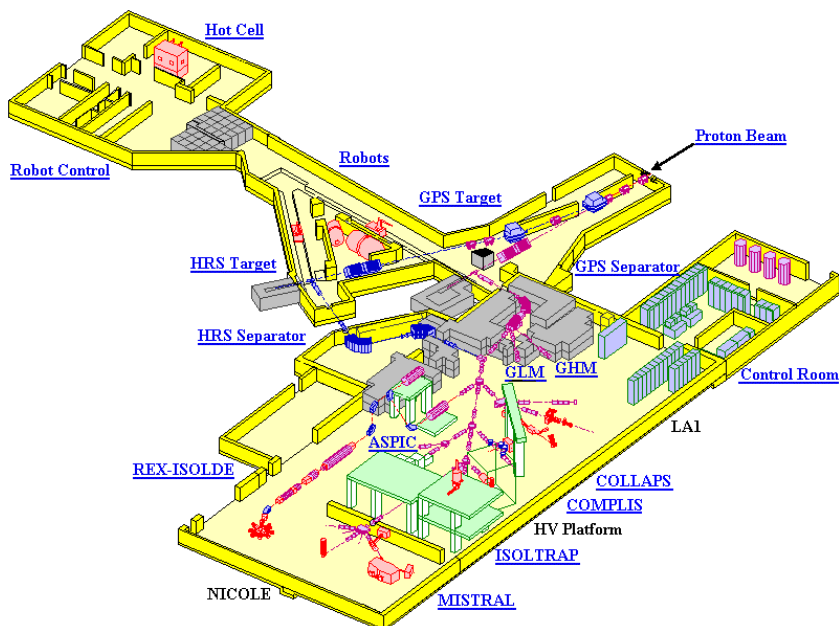 Hot Cell
Proton Beam
Robots
Robot Control
GPS Target
HRS Target
GPS Separator
HRS Separator
GLM
GHM
Control Room
LA1
ASPIC
REX-ISOLDE
COLLAPS
COMPLIS
HV Platform
ISOLTRAP
NICOLE
MISTRAL